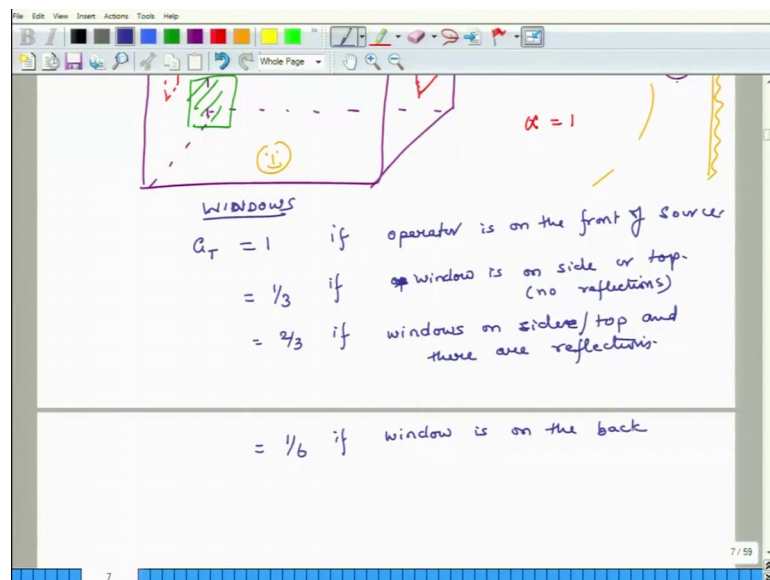 File Edit View Insert Actions Tools Help
B I
Whole Page
α = 1
WINDOWS
a_T = 1 if operator is on the front of source
= 1/3 if window is on side or top.
(no reflections)
= 2/3 if windows on side/top and
there are reflections.
= 1/6 if window is on the back
7 / 59
7